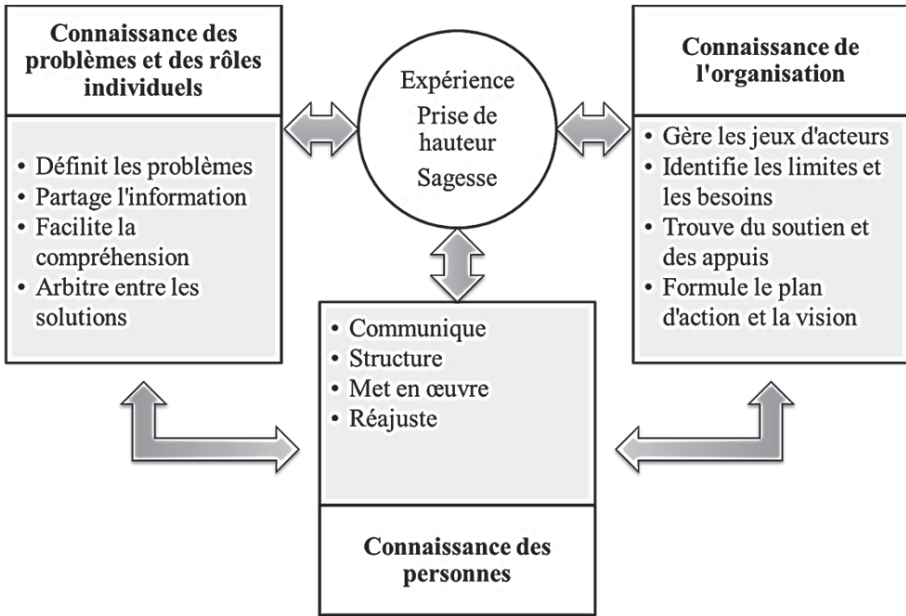 Connaissance des
problèmes et des rôles
individuels
• Définit les problèmes
• Partage l'information
• Facilite la
compréhension
• Arbitre entre les
solutions
Expérience
Prise de
hauteur
Sagesse
Connaissance de
l'organisation
• Gère les jeux d'acteurs
• Identifie les limites et
les besoins
• Trouve du soutien et
des appuis
• Formule le plan
d'action et la vision
• Communique
• Structure
• Met en œuvre
• Réajuste
Connaissance des
personnes